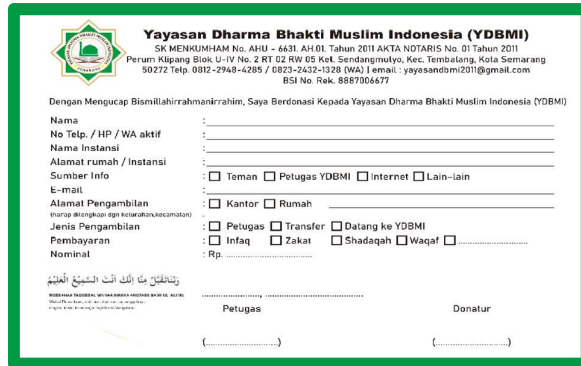 Yayasan Dharma Bhakti Muslim Indonesia (YDBMI)
SK MENKUMHAM No. AHU - 6631. AH.01. Tahun 2011 AKTA NOTARIS No. 01 Tahun 2011
Perum Klipang Blok U-IV No. 2 RT 02 RW 05 Kel. Sendangmulyo, Kec. Tembalang, Kota Semarang
50272 Telp. 0812-2948-4285 / 0823-2432-1328 (WA) | email : yayasandbmi2011@gmail.com
BSI No. Rek. 8887006677
Dengan Mengucap Bismillahirrahmanirrahim, Saya Berdonasi Kepada Yayasan Dharma Bhakti Muslim Indonesia (YDBMI)
Nama :
No Telp. / HP / WA aktif :
Nama Instansi :
Alamat rumah / Instansi :
Sumber Info : Teman Petugas YDBMI Internet Lain-lain
E-mail :
Alamat Pengambilan : Kantor Rumah
(harap dilengkapi dgn kelurahan,kecamatan) .
Jenis Pengambilan : Petugas Transfer Datang ke YDBMI
Pembayaran : Infaq Zakat Shadaqah Waqaf ....................
Nominal : Rp. ..............................
رَبَّنَا تَقَبَّلْ مِنَّا إِنَّكَ أَنْتَ السَّمِيْعُ الْعَلِيْمُ
...................., ..............................
Petugas Donatur
(......................) (......................)